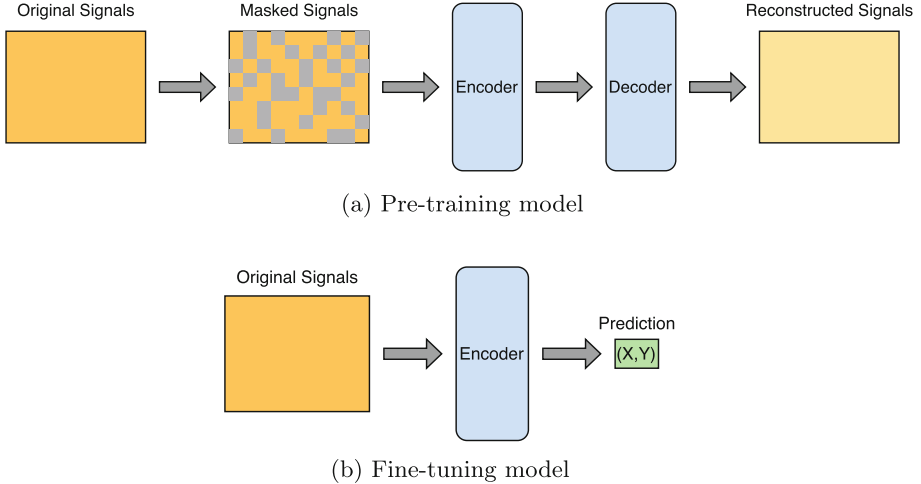 Original Signals
Masked Signals
Reconstructed Signals
Encoder
Decoder
(a) Pre-training model
Original Signals
Encoder
Prediction
(X,Y)
(b) Fine-tuning model